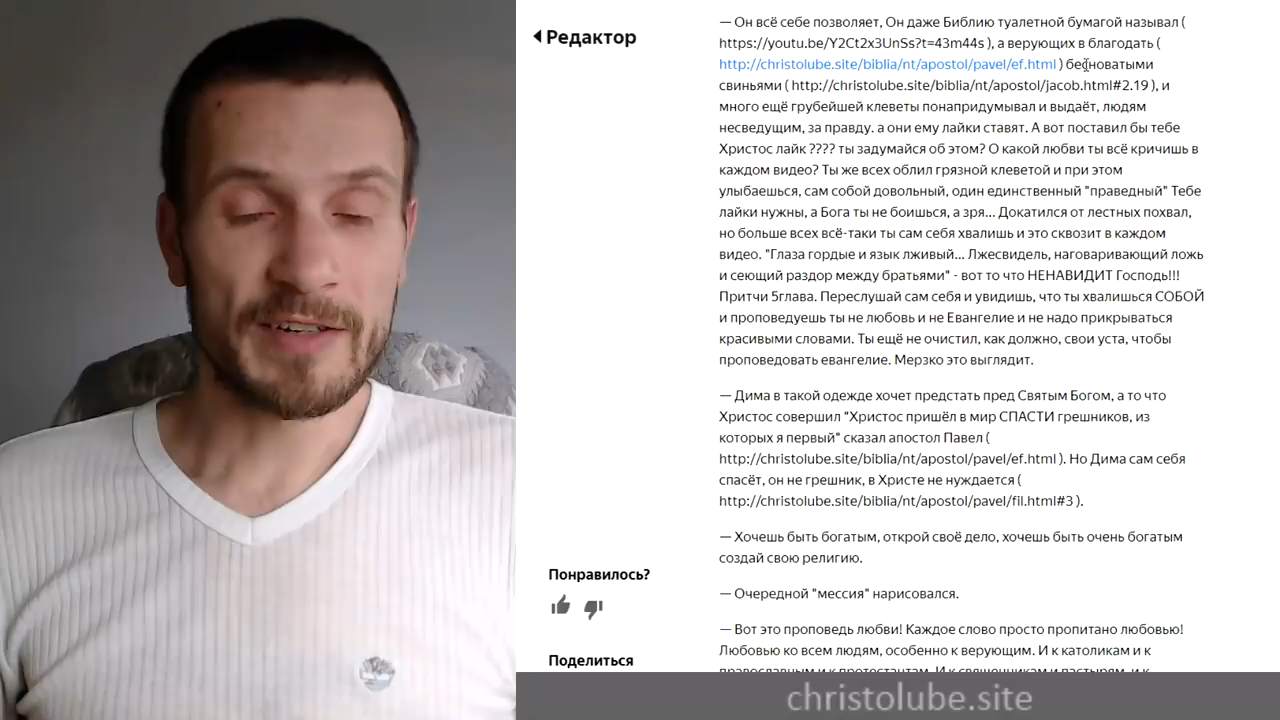 Редактор
— Он всё себе позволяет, Он даже Библию туалетной бумагой называл (
https://youtu.be/Y2Ct2x3UnSs?t=43m44s ), а верующих в благодать (
http://christolube.site/biblia/nt/apostol/pavel/ef.html ) бесноватыми
свиньями ( http://christolube.site/biblia/nt/apostol/jacob.html#2.19 ), и
много ещё грубейшей клеветы понапридумывал и выдаёт, людям
несведущим, за правду. а они ему лайки ставят. А вот поставил бы тебе
Христос лайк ???? ты задумайся об этом? О какой любви ты всё кричишь в
каждом видео? Ты же всех облил грязной клеветой и при этом
улыбаешься, сам собой довольный, один единственный "праведный" Тебе
лайки нужны, а Бога ты не боишься, а зря... Докатился от лестных похвал,
но больше всех всё-таки ты сам себя хвалишь и это сквозит в каждом
видео. "Глаза гордые и язык лживый... Лжесвидель, наговаривающий ложь
и сеющий раздор между братьями" - вот то что НЕНАВИДИТ Господь!!!
Притчи 5глава. Переслушай сам себя и увидишь, что ты хвалишься СОБОЙ
и проповедуешь ты не любовь и не Евангелие и не надо прикрываться
красивыми словами. Ты ещё не очистил, как должно, свои уста, чтобы
проповедовать евангелие. Мерзко это выглядит.
— Дима в такой одежде хочет предстать пред Святым Богом, а то что
Христос совершил "Христос пришёл в мир СПАСТИ грешников, из
которых я первый" сказал апостол Павел (
http://christolube.site/biblia/nt/apostol/pavel/ef.html ). Но Дима сам себя
спасёт, он не грешник, в Христе не нуждается (
http://christolube.site/biblia/nt/apostol/pavel/fil.html#3 ).
— Хочешь быть богатым, открой своё дело, хочешь быть очень богатым
создай свою религию.
— Очередной "мессия" нарисовался.
— Вот это проповедь любви! Каждое слово просто пропитано любовью!
Любовью ко всем людям, особенно к верующим. И к католикам и к
православным и к протестантам. И к священникам и пастырям, и к
Понравилось?
Поделиться
christolube.site